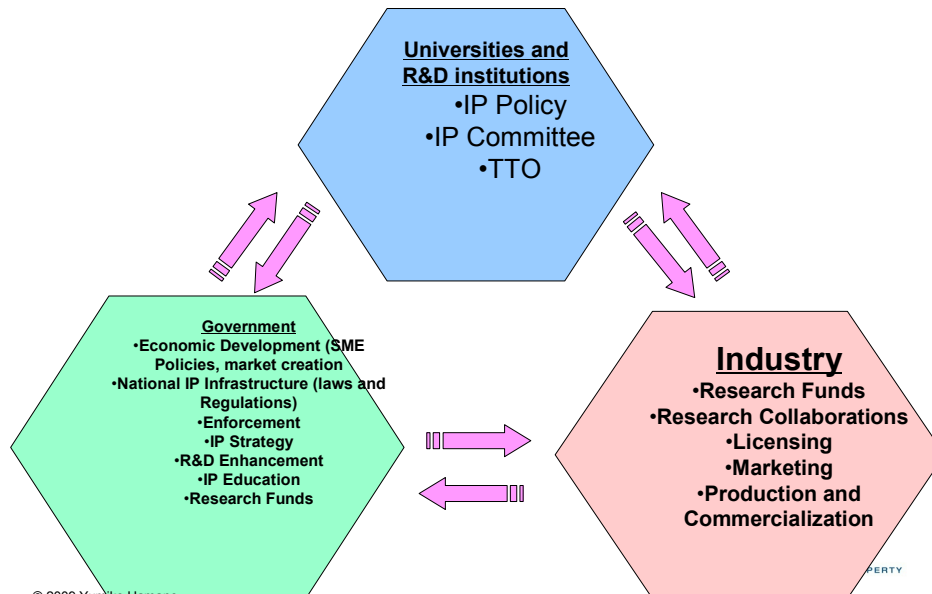 Universities and
R&D institutions
•IP Policy
•IP Committee
•TTO
Government
•Economic Development (SME
Policies, market creation
•National IP Infrastructure (laws and
Regulations)
•Enforcement
•IP Strategy
•R&D Enhancement
•IP Education
•Research Funds
Industry
•Research Funds
•Research Collaborations
•Licensing
•Marketing
•Production and
Commercialization
PERTY